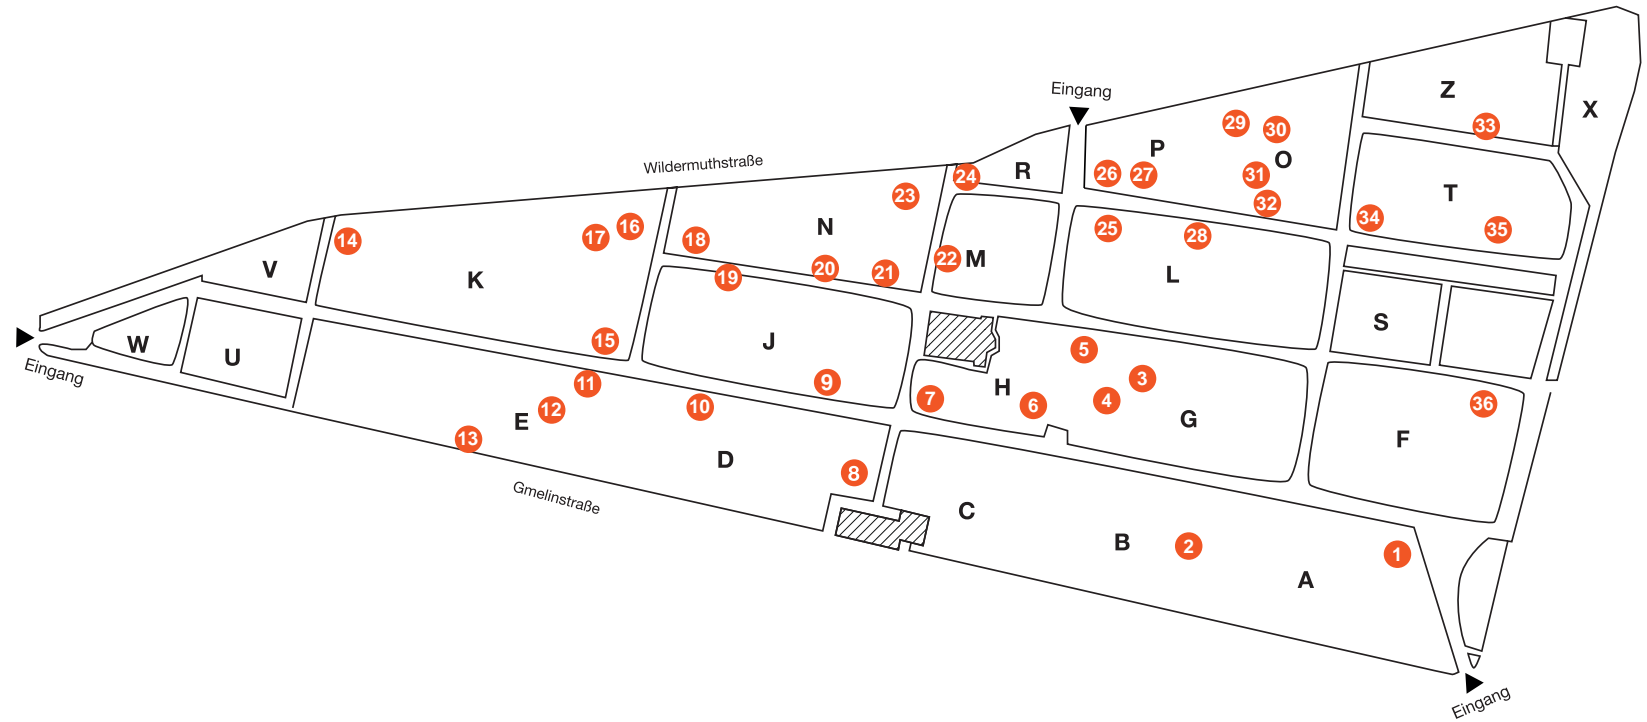 Eingang
Z
X
29
30
33
P
O
Wildermuthstraße
R
26
27
31
24
T
23
32
34
14
17
16
18
N
25
28
35
V
K
19
20
21
22
M
L
W
U
15
J
5
S
Eingang
11
9
3
E
12
10
7
H
6
4
G
36
13
D
F
8
Gmelinstraße
C
B
2
1
A
Eingang